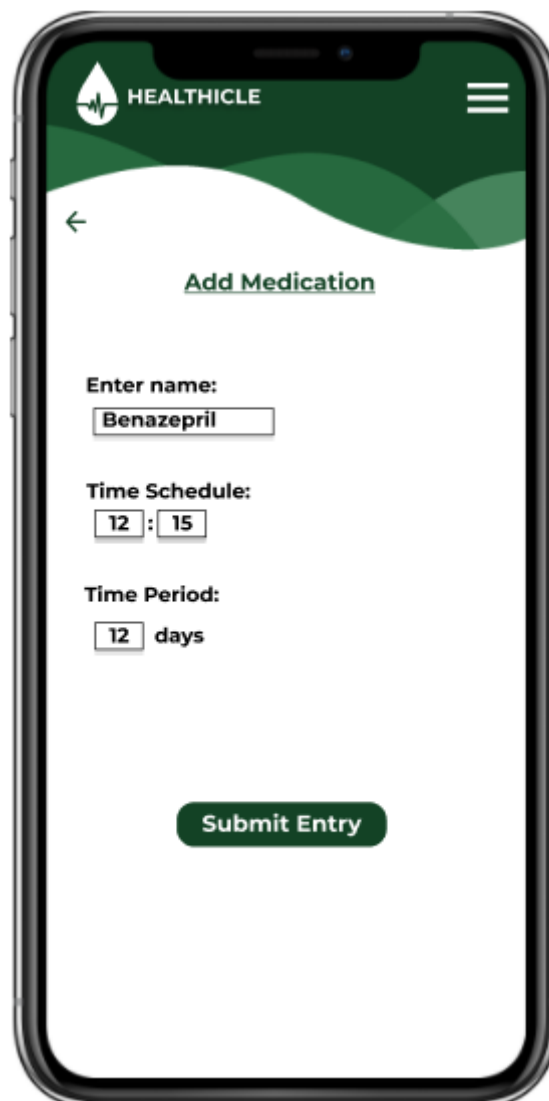 HEALTHICLE
Add Medication
Enter name:
Benazepril
Time Schedule:
12 : 15
Time Period:
12 days
Submit Entry